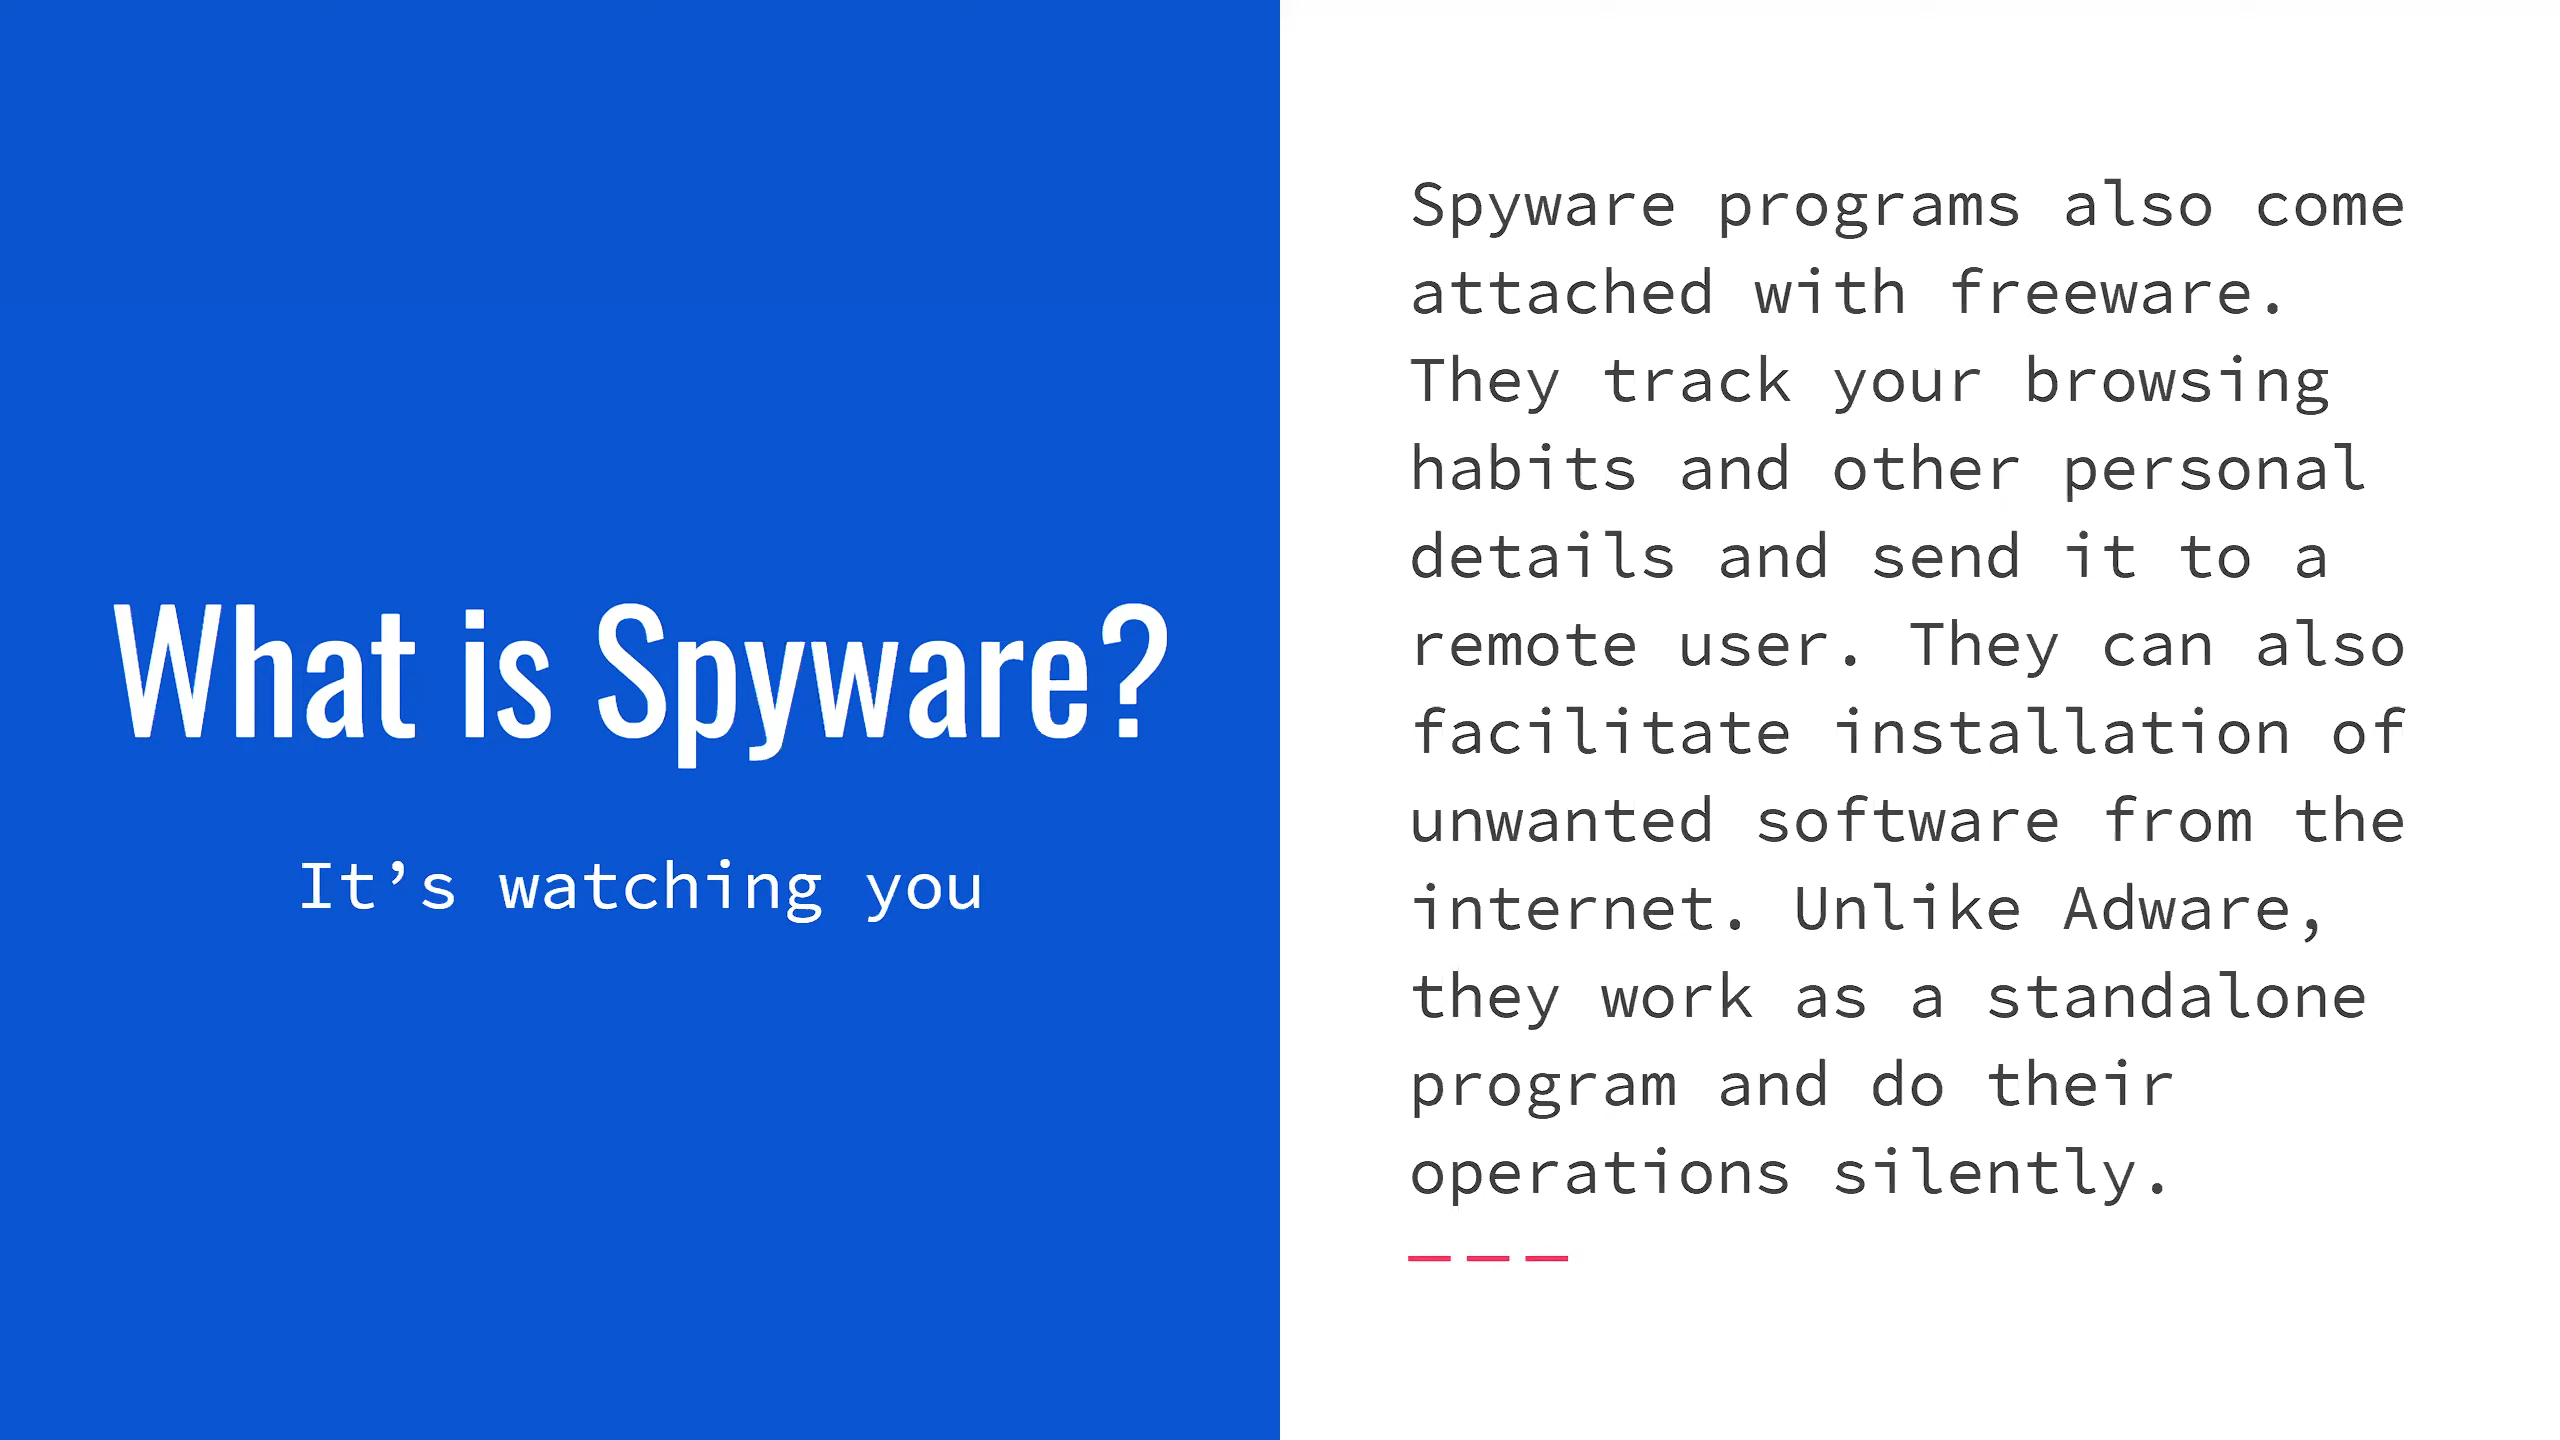 What is Spyware?
It’s watching you
Spyware programs also come
attached with freeware.
They track your browsing
habits and other personal
details and send it to a
remote user. They can also
facilitate installation of
unwanted software from the
internet. Unlike Adware,
they work as a standalone
program and do their
operations silently.